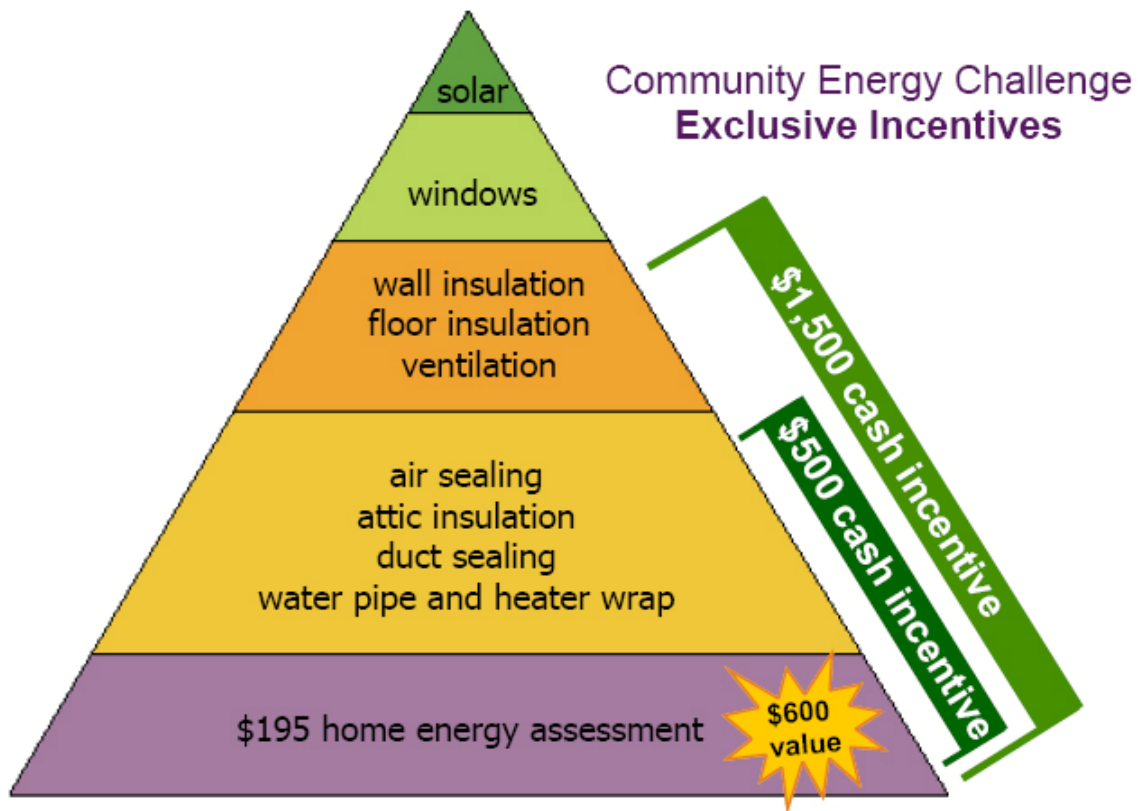 Community Energy Challenge
Exclusive Incentives
solar
windows
wall insulation
floor insulation
ventilation
air sealing
attic insulation
duct sealing
water pipe and heater wrap
$195 home energy assessment
$600
value
$1,500 cash incentive
$500 cash incentive